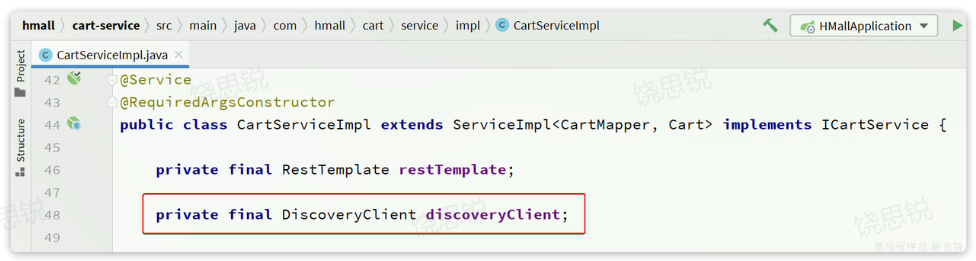 hmall cart-service src main java com hmall cart service impl CartServiceImpl HMallApplication
Project
Structure
CartServiceImpl.java
42 @Service
43 @RequiredArgsConstructor
44 public class CartServiceImpl extends ServiceImpl<CartMapper, Cart> implements ICartService {
45
46 private final RestTemplate restTemplate;
47
48 private final DiscoveryClient discoveryClient;
49
饶思锐
饶思锐
饶思锐
饶思锐
黑马程序员-研究院